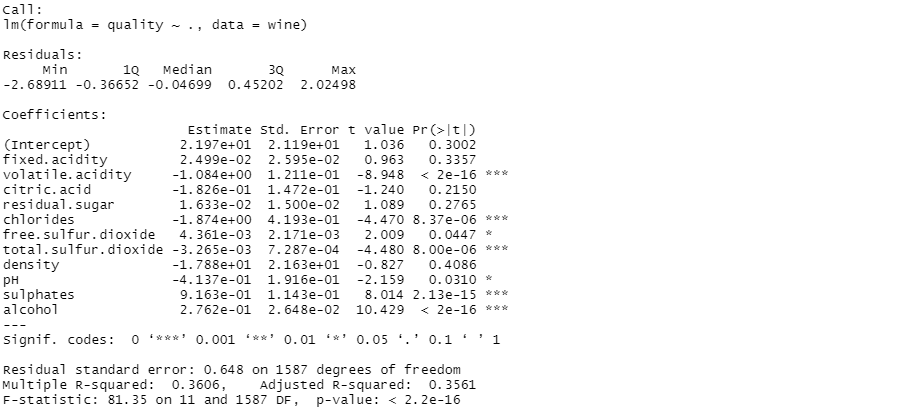 Call:
lm(formula = quality ~ ., data = wine)
Residuals:
     Min       1Q   Median       3Q      Max
-2.68911 -0.36652 -0.04699  0.45202  2.02498
Coefficients:
                       Estimate Std. Error t value Pr(>|t|)
(Intercept)           2.197e+01  2.119e+01   1.036   0.3002
fixed.acidity         2.499e-02  2.595e-02   0.963   0.3357
volatile.acidity     -1.084e+00  1.211e-01  -8.948  < 2e-16 ***
citric.acid          -1.826e-01  1.472e-01  -1.240   0.2150
residual.sugar        1.633e-02  1.500e-02   1.089   0.2765
chlorides            -1.874e+00  4.193e-01  -4.470 8.37e-06 ***
free.sulfur.dioxide   4.361e-03  2.171e-03   2.009   0.0447 *
total.sulfur.dioxide -3.265e-03  7.287e-04  -4.480 8.00e-06 ***
density              -1.788e+01  2.163e+01  -0.827   0.4086
pH                   -4.137e-01  1.916e-01  -2.159   0.0310 *
sulphates             9.163e-01  1.143e-01   8.014 2.13e-15 ***
alcohol               2.762e-01  2.648e-02  10.429  < 2e-16 ***
---
Signif. codes:  0 ‘***’ 0.001 ‘**’ 0.01 ‘*’ 0.05 ‘.’ 0.1 ‘ ’ 1
Residual standard error: 0.648 on 1587 degrees of freedom
Multiple R-squared:  0.3606,    Adjusted R-squared:  0.3561
F-statistic: 81.35 on 11 and 1587 DF,  p-value: < 2.2e-16